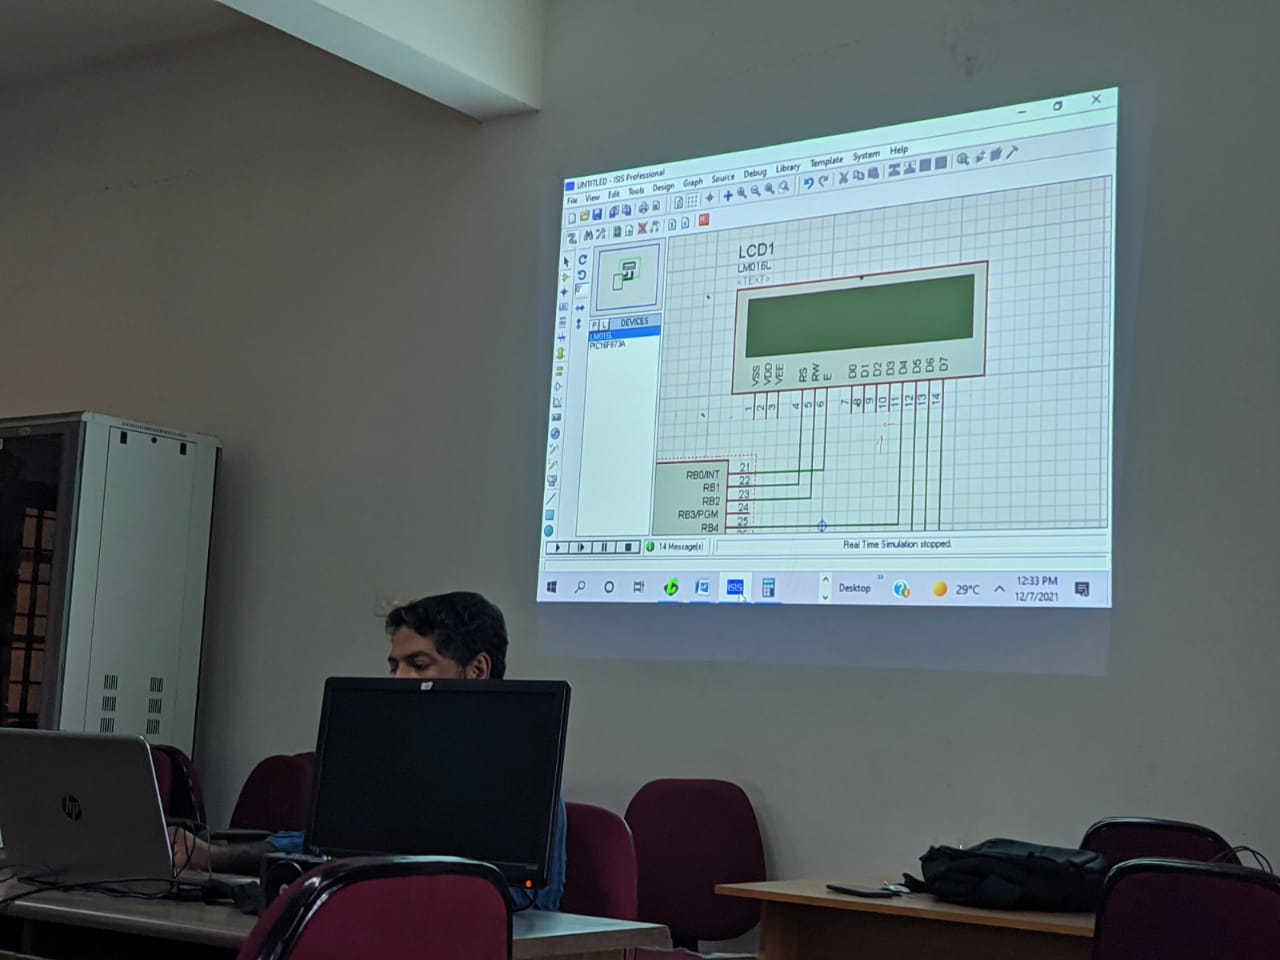 UNTITLED - ISIS Professional
File View Edit Tools Design Graph Source Debug Library Template System Help
LCD1
LM016L
<TEXT>
P L DEVICES
LM016L
PIC16F873A
VSS VDD VEE RS RW E D0 D1 D2 D3 D4 D5 D6 D7
1 2 3 4 5 6 7 8 9 10 11 12 13 14
RB0/INT 21
RB1 22
RB2 23
RB3/PGM 24
RB4 25
14 Message(s) Real Time Simulation stopped.
isis Desktop 29°C 12:33 PM
12/7/2021
hp